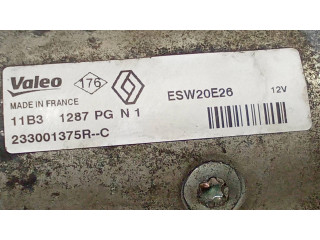 Valeo 176
ESW20E26 12V
MADE IN FRANCE
11B3 1287 PG N 1
233001375R--C